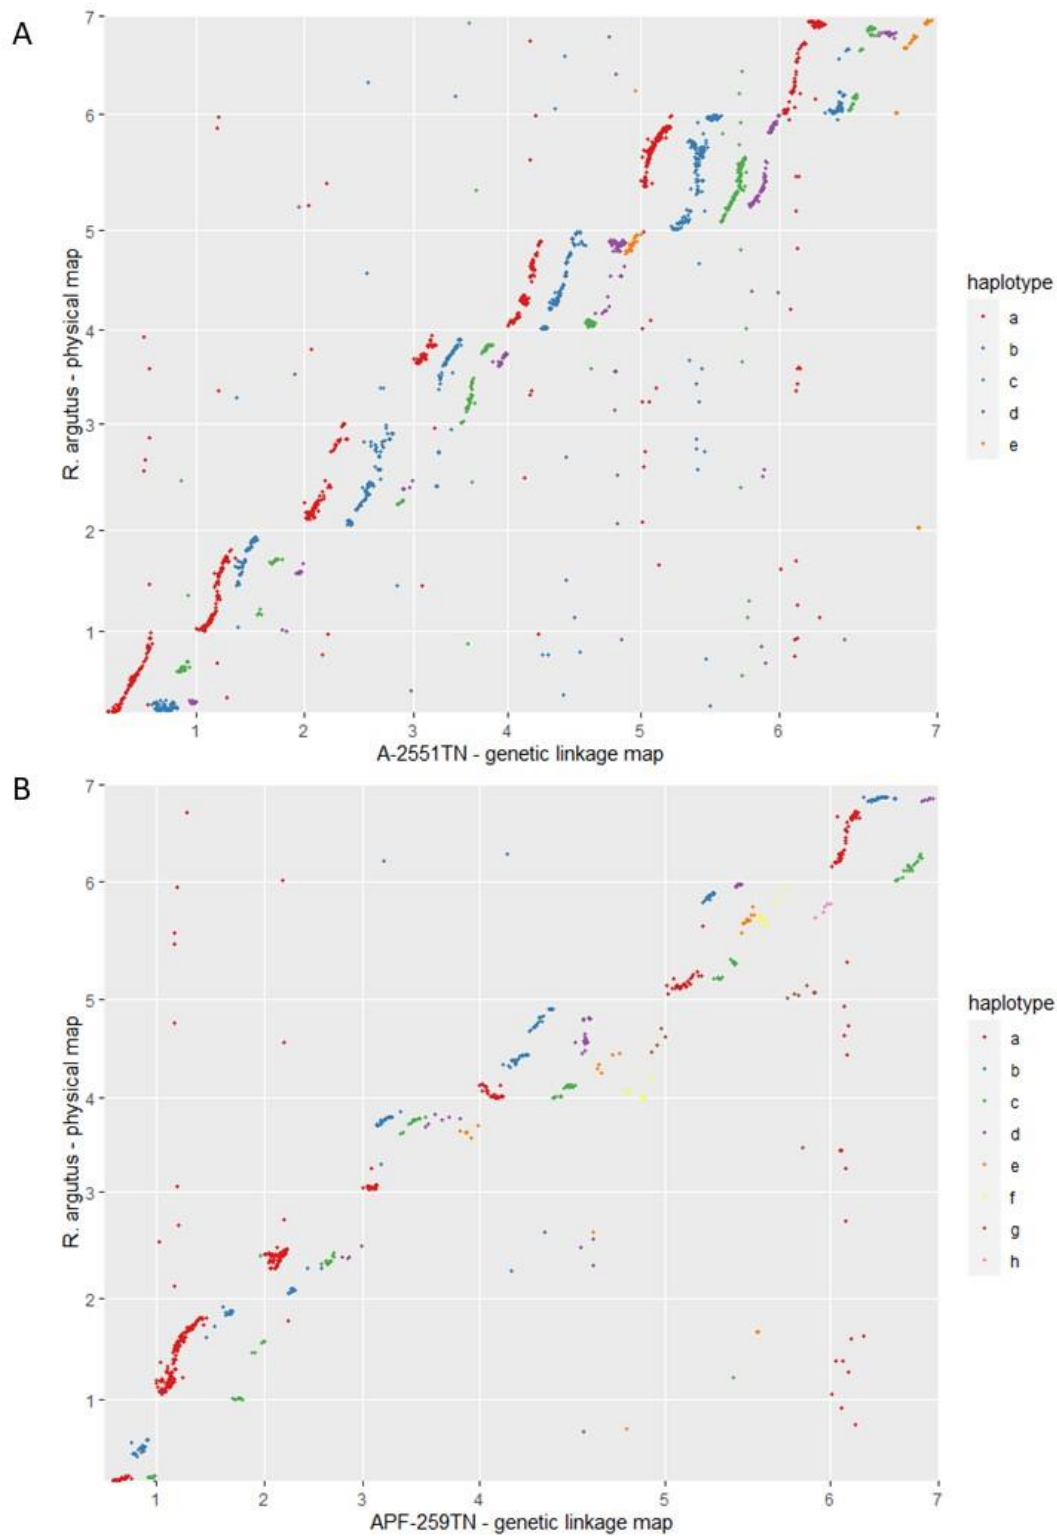 A
7
6
5
4
3
2
1
R. argutus - physical map
1 2 3 4 5 6 7
A-2551TN - genetic linkage map
haplotype
a
b
c
d
e
B
7
6
5
4
3
2
1
R. argutus - physical map
1 2 3 4 5 6 7
APF-259TN - genetic linkage map
haplotype
a
b
c
d
e
f
g
h